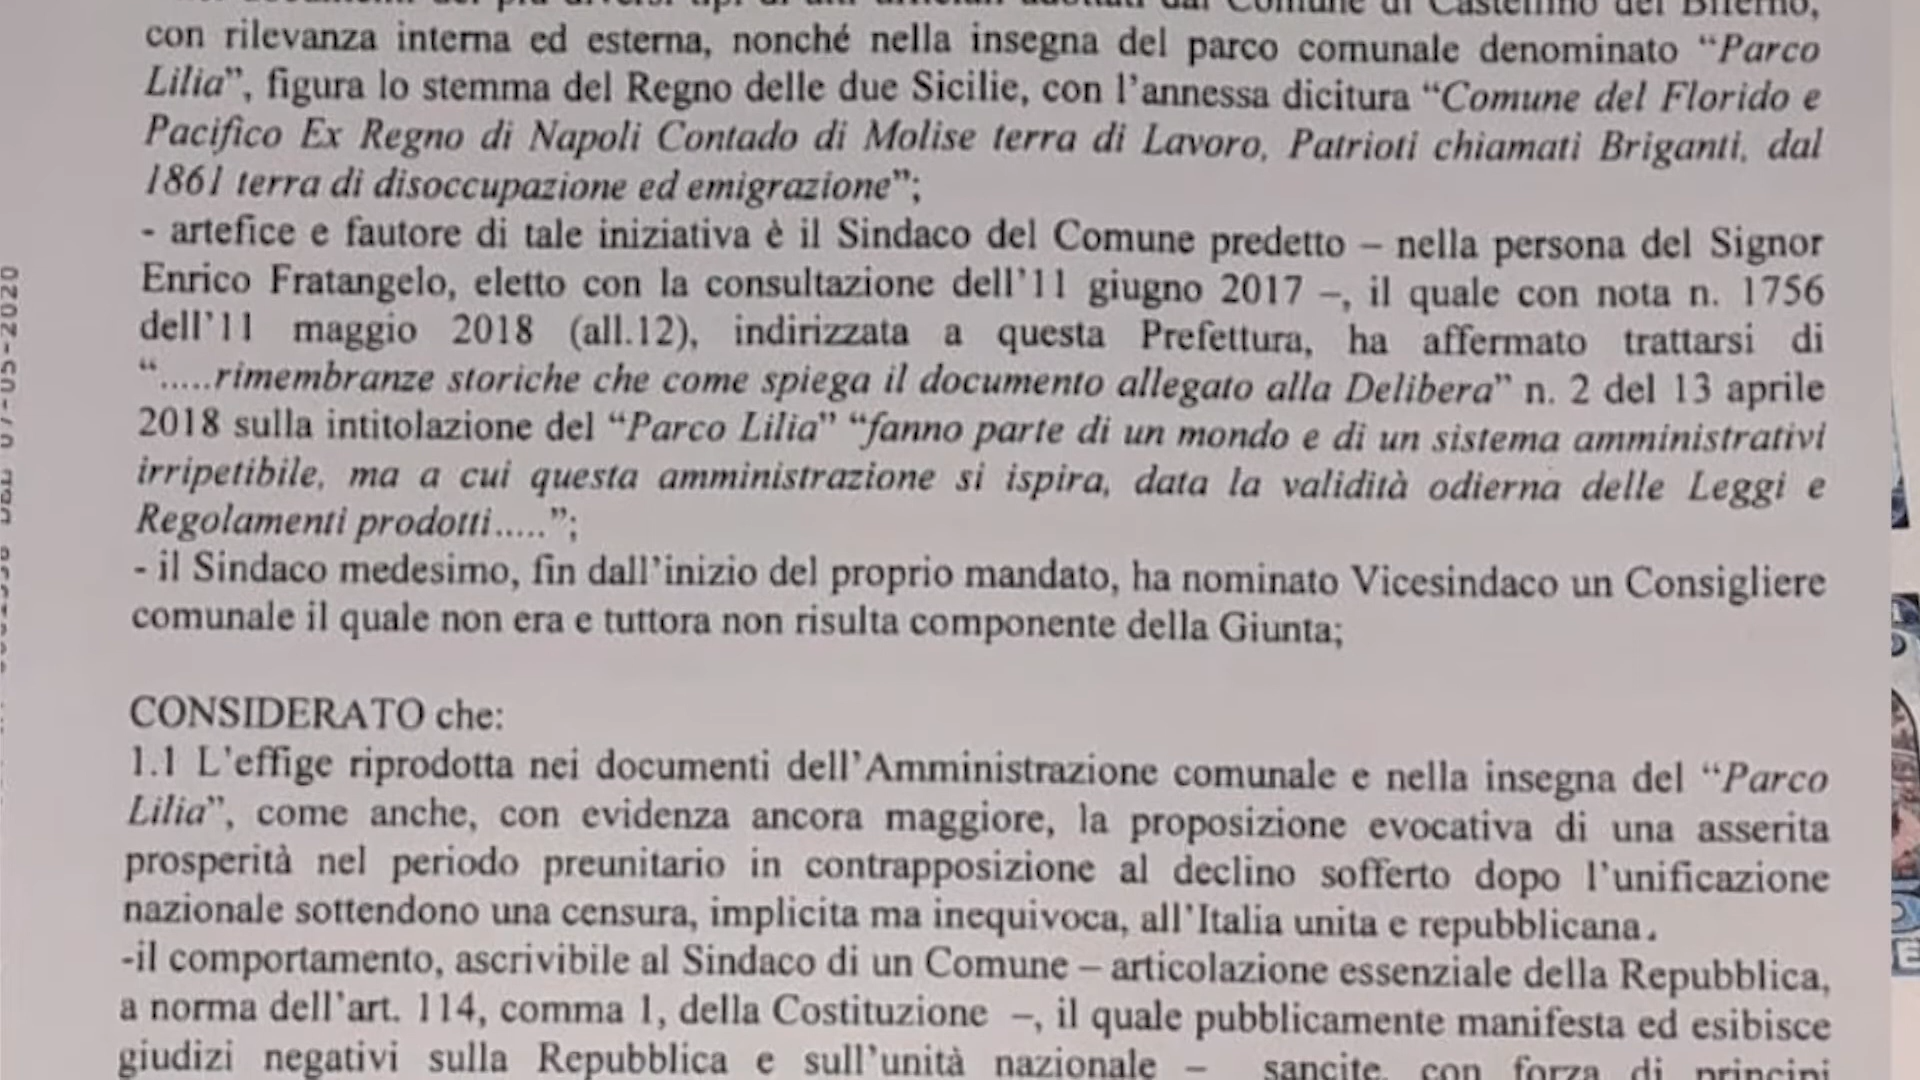 del Comune di Castellino del Biferno,
con rilevanza interna ed esterna, nonché nella insegna del parco comunale denominato “Parco
Lilia”, figura lo stemma del Regno delle due Sicilie, con l’annessa dicitura “Comune del Florido e
Pacifico Ex Regno di Napoli Contado di Molise terra di Lavoro, Patrioti chiamati Briganti, dal
1861 terra di disoccupazione ed emigrazione”;
- artefice e fautore di tale iniziativa è il Sindaco del Comune predetto – nella persona del Signor
Enrico Fratangelo, eletto con la consultazione dell’11 giugno 2017 –, il quale con nota n. 1756
dell’11 maggio 2018 (all.12), indirizzata a questa Prefettura, ha affermato trattarsi di
“.....rimembranze storiche che come spiega il documento allegato alla Delibera” n. 2 del 13 aprile
2018 sulla intitolazione del “Parco Lilia” “fanno parte di un mondo e di un sistema amministrativi
irripetibile, ma a cui questa amministrazione si ispira, data la validità odierna delle Leggi e
Regolamenti prodotti.....”;
- il Sindaco medesimo, fin dall’inizio del proprio mandato, ha nominato Vicesindaco un Consigliere
comunale il quale non era e tuttora non risulta componente della Giunta;
CONSIDERATO che:
1.1 L’effige riprodotta nei documenti dell’Amministrazione comunale e nella insegna del “Parco
Lilia”, come anche, con evidenza ancora maggiore, la proposizione evocativa di una asserita
prosperità nel periodo preunitario in contrapposizione al declino sofferto dopo l’unificazione
nazionale sottendono una censura, implicita ma inequivoca, all’Italia unita e repubblicana.
-il comportamento, ascrivibile al Sindaco di un Comune – articolazione essenziale della Repubblica,
a norma dell’art. 114, comma 1, della Costituzione –, il quale pubblicamente manifesta ed esibisce
giudizi negativi sulla Repubblica e sull’unità nazionale – sancite, con forza di principi
07-05-2020